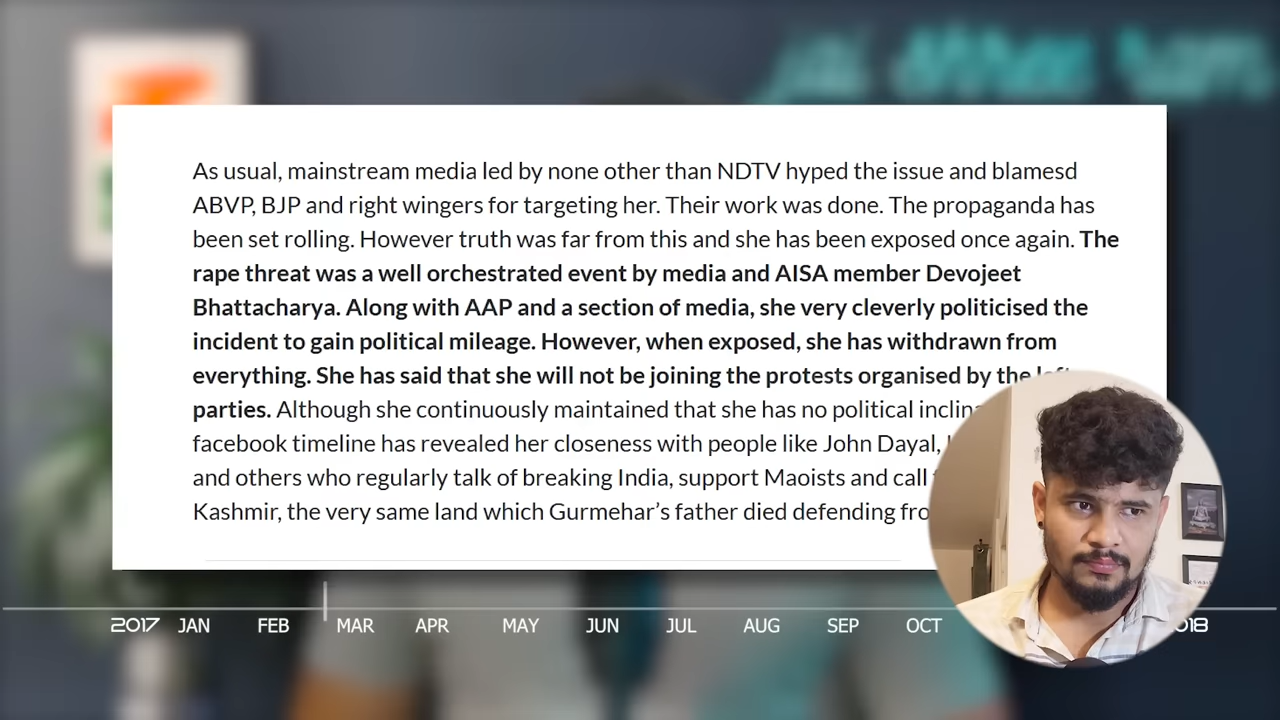 As usual, mainstream media led by none other than NDTV hyped the issue and blamesd
ABVP, BJP and right wingers for targeting her. Their work was done. The propaganda has
been set rolling. However truth was far from this and she has been exposed once again. The
rape threat was a well orchestrated event by media and AISA member Devojeet
Bhattacharya. Along with AAP and a section of media, she very cleverly politicised the
incident to gain political mileage. However, when exposed, she has withdrawn from
everything. She has said that she will not be joining the protests organised by the
parties. Although she continuously maintained that she has no political
facebook timeline has revealed her closeness with people like John Dayal,
and others who regularly talk of breaking India, support Maoists and call
Kashmir, the very same land which Gurmehar's father died defending
2017 JAN FEB MAR APR MAY JUN JUL AUG SEP OCT